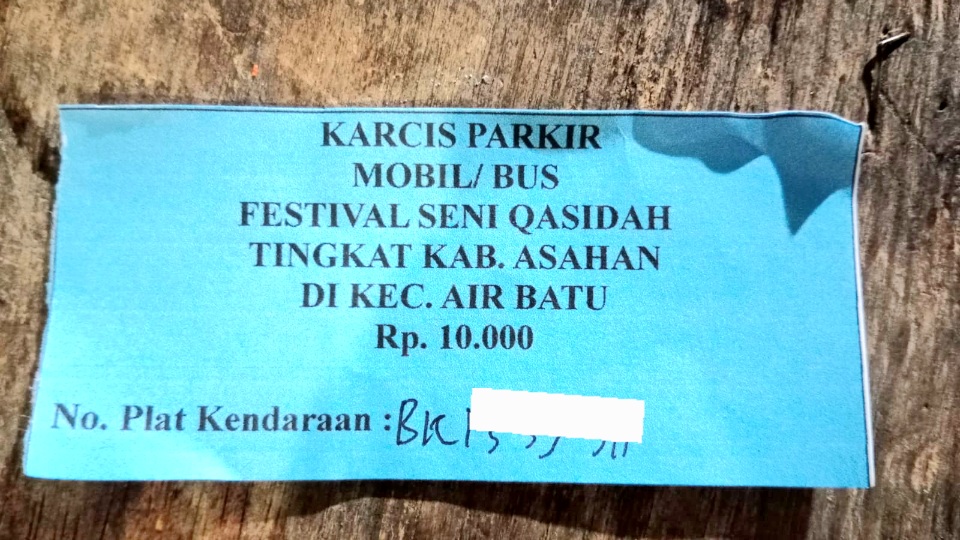 KARCIS PARKIR
MOBIL/ BUS
FESTIVAL SENI QASIDAH
TINGKAT KAB. ASAHAN
DI KEC. AIR BATU
Rp. 10.000
No. Plat Kendaraan : BK